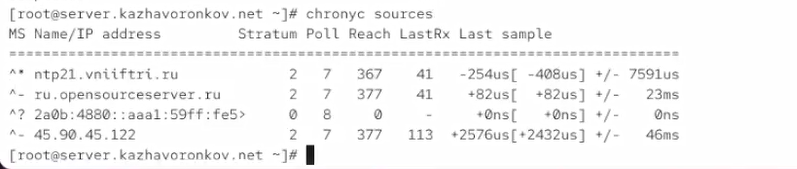 [root@server.kazhavoronkov.net ~]# chronyc sources
MS Name/IP address         Stratum Poll Reach LastRx Last sample
===============================================================================
^* ntp21.vniiftri.ru             2   7   367    41   -254us[ -408us] +/- 7591us
^- ru.opensourceserver.ru        2   7   377    41    +82us[  +82us] +/-   23ms
^? 2a0b:4880::aaa1:59ff:fe5>     0   8     0     -     +0ns[   +0ns] +/-    0ns
^- 45.90.45.122                  2   7   377   113  +2576us[+2432us] +/-   46ms
[root@server.kazhavoronkov.net ~]#